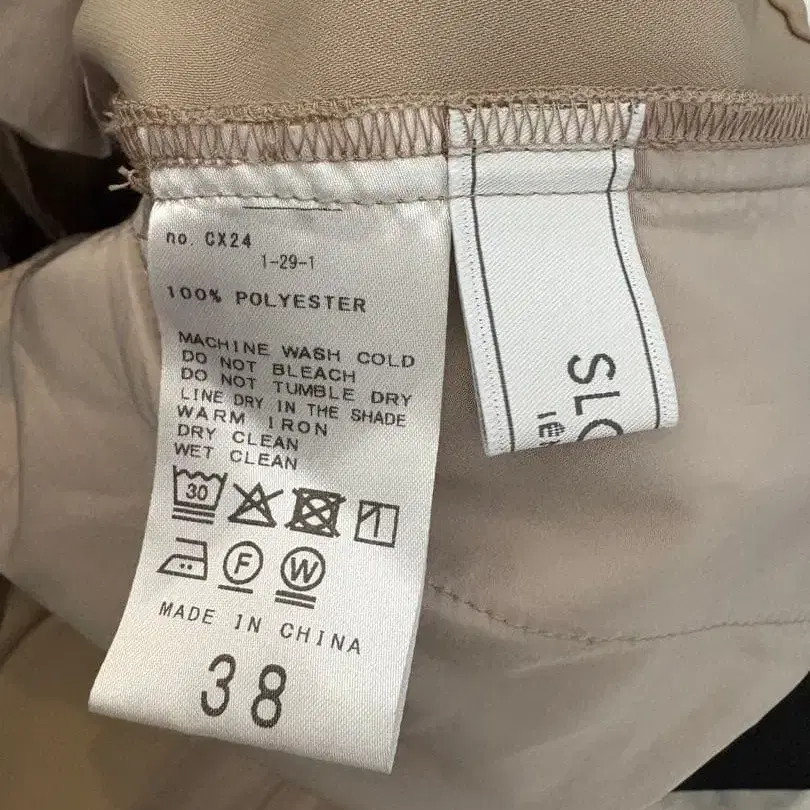 no. CX24
1-29-1
100% POLYESTER
MACHINE WASH COLD
DO NOT BLEACH
DO NOT TUMBLE DRY
LINE DRY IN THE SHADE
WARM IRON
DRY CLEAN
WET CLEAN
30
F W
MADE IN CHINA
38
SLO